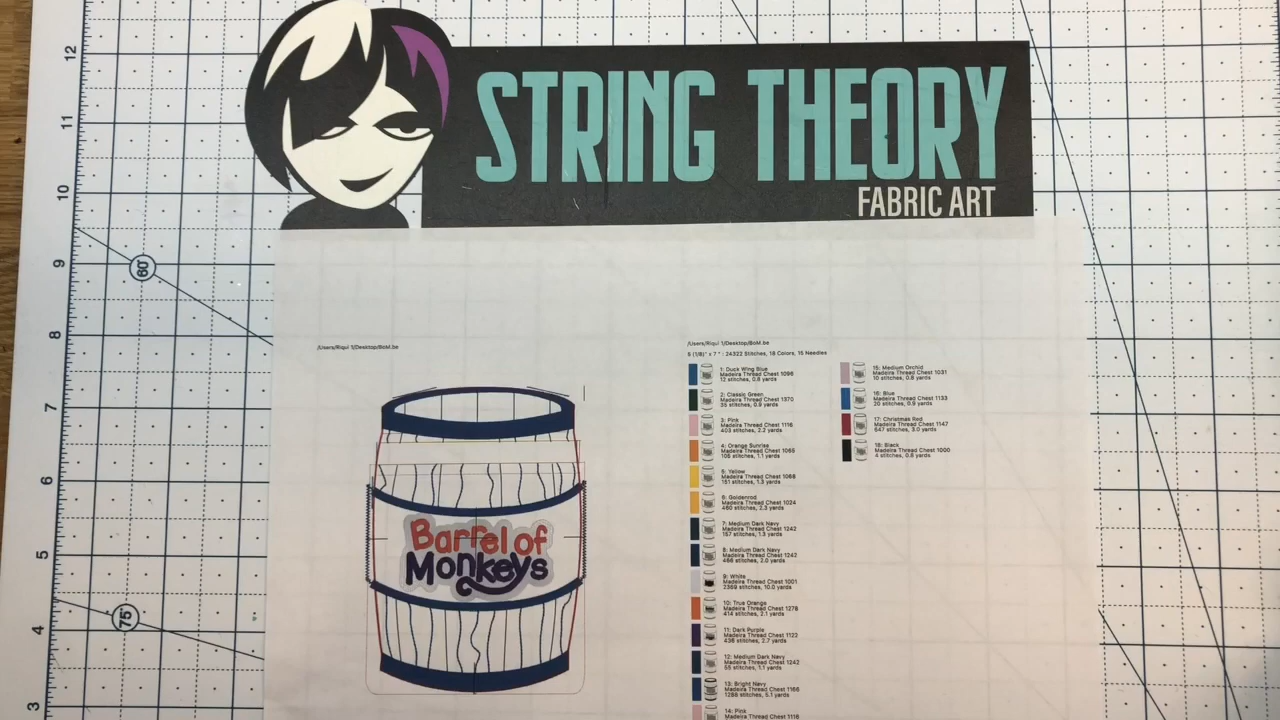 STRING THEORY
FABRIC ART
/Users/Riqui 1/Desktop/BoM.be
Barrel of
Monkeys
/Users/Riqui 1/Desktop/BoM.be
1: Duck Wing Blue
Madeira Thread Chest 1096
12 stitches, 0.8 yards
2: Classic Green
Madeira Thread Chest 1370
35 stitches, 0.9 yards
3: Pink
Madeira Thread Chest 1116
403 stitches, 2.2 yards
4: Orange Sunrise
Madeira Thread Chest 1065
106 stitches, 1.1 yards
5: Yellow
Madeira Thread Chest 1068
151 stitches, 1.3 yards
6: Goldenrod
Madeira Thread Chest 1024
460 stitches, 2.3 yards
7: Medium Dark Navy
Madeira Thread Chest 1242
157 stitches, 1.3 yards
8: Medium Dark Navy
Madeira Thread Chest 1242
466 stitches, 2.0 yards
9: White
Madeira Thread Chest 1001
2369 stitches, 10.0 yards
10: True Orange
Madeira Thread Chest 1278
414 stitches, 2.1 yards
11: Dark Purple
Madeira Thread Chest 1122
436 stitches, 2.7 yards
12: Medium Dark Navy
Madeira Thread Chest 1242
55 stitches, 1.1 yards
13: Bright Navy
Madeira Thread Chest 1166
1288 stitches, 5.1 yards
14: Pink
Madeira Thread Chest 1116
15: Medium Orchid
Madeira Thread Chest 1031
10 stitches, 0.8 yards
16: Blue
Madeira Thread Chest 1133
20 stitches, 0.9 yards
17: Christmas Red
Madeira Thread Chest 1147
647 stitches, 3.0 yards
18: Black
Madeira Thread Chest 1000
4 stitches, 0.8 yards
12
11
10
9
8
7
6
5
4
3
60°
75°